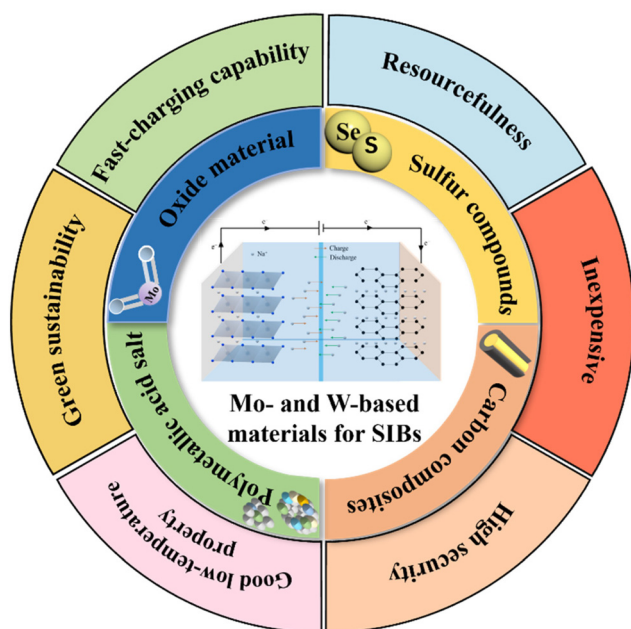 Fast-charging capability
Resourcefulness
Inexpensive
High security
Good low-temperature
property
Green sustainability
Oxide material
Sulfur compounds
Carbon composites
Polymetallic acid salt
Se
S
Mo
e⁻
e⁻
e⁻
e⁻
Na⁺
Charge
Discharge
Mo- and W-based
materials for SIBs